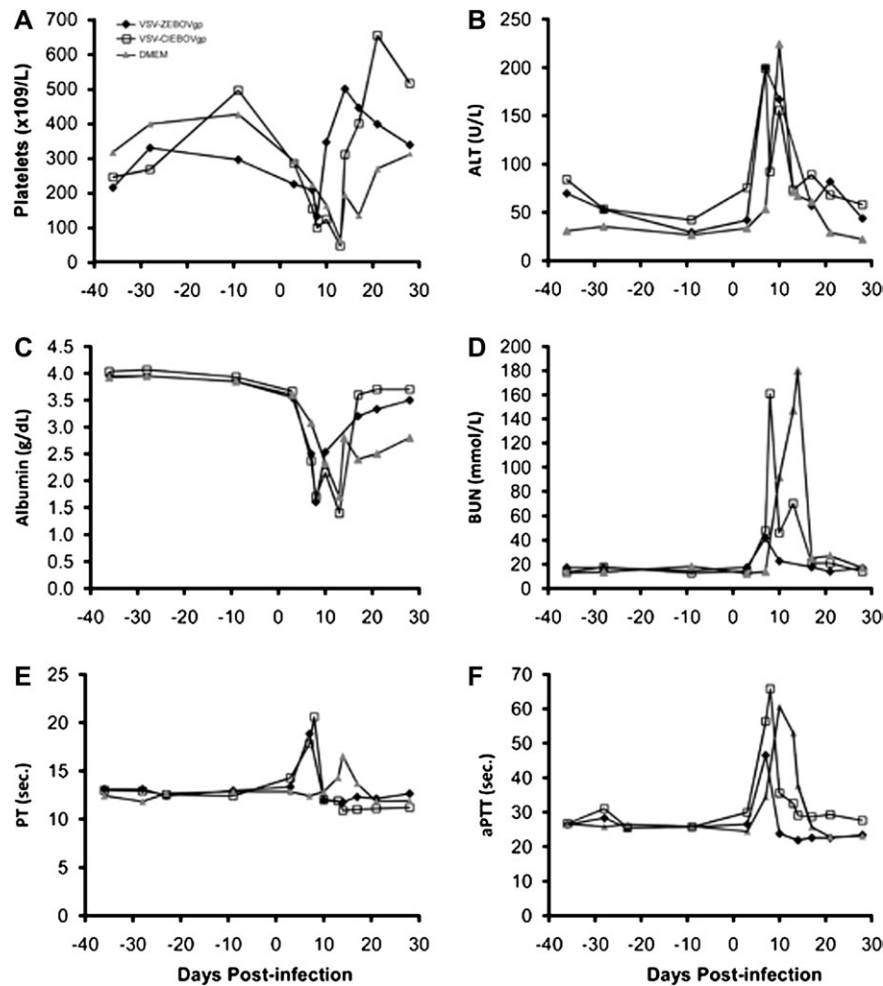 A
VSV-ZEBOVgp
VSV-CIEBOVgp
DMEM
Platelets (x109/L)
700
600
500
400
300
200
100
0
-40 -30 -20 -10 0 10 20 30
B
ALT (U/L)
250
200
150
100
50
0
-40 -30 -20 -10 0 10 20 30
C
Albumin (g/dL)
4.5
4.0
3.5
3.0
2.5
2.0
1.5
1.0
0.5
0.0
-40 -30 -20 -10 0 10 20 30
D
BUN (mmol/L)
200
180
160
140
120
100
80
60
40
20
0
-40 -30 -20 -10 0 10 20 30
E
PT (sec.)
25
20
15
10
5
0
-40 -30 -20 -10 0 10 20 30
Days Post-infection
F
aPTT (sec.)
70
60
50
40
30
20
10
0
-40 -30 -20 -10 0 10 20 30
Days Post-infection